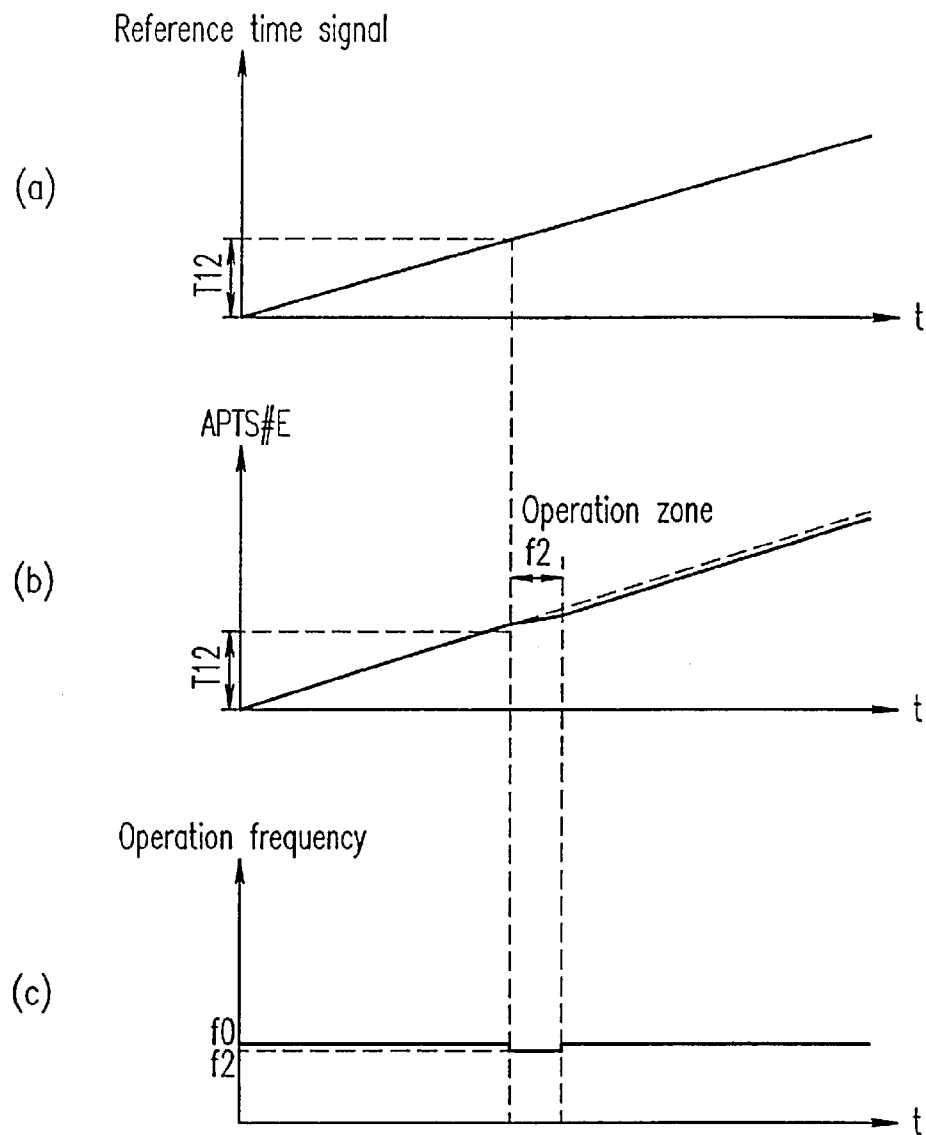 Reference time signal
(a)
T12
t
APTS#E
Operation zone
f2
(b)
T12
t
Operation frequency
(c)
f0
f2
t